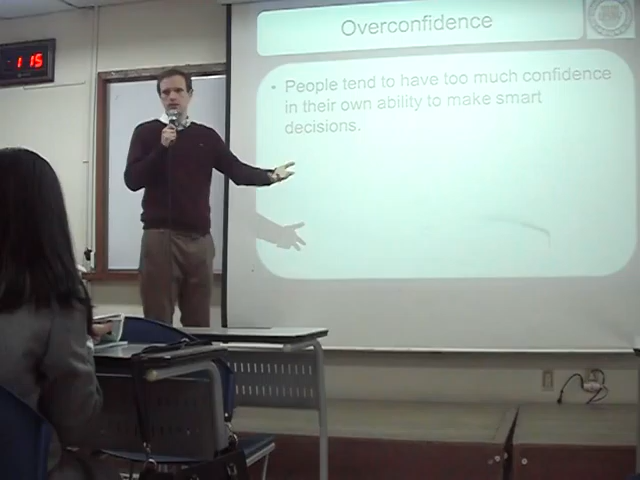 1 15
Overconfidence
• People tend to have too much confidence
in their own ability to make smart
decisions.